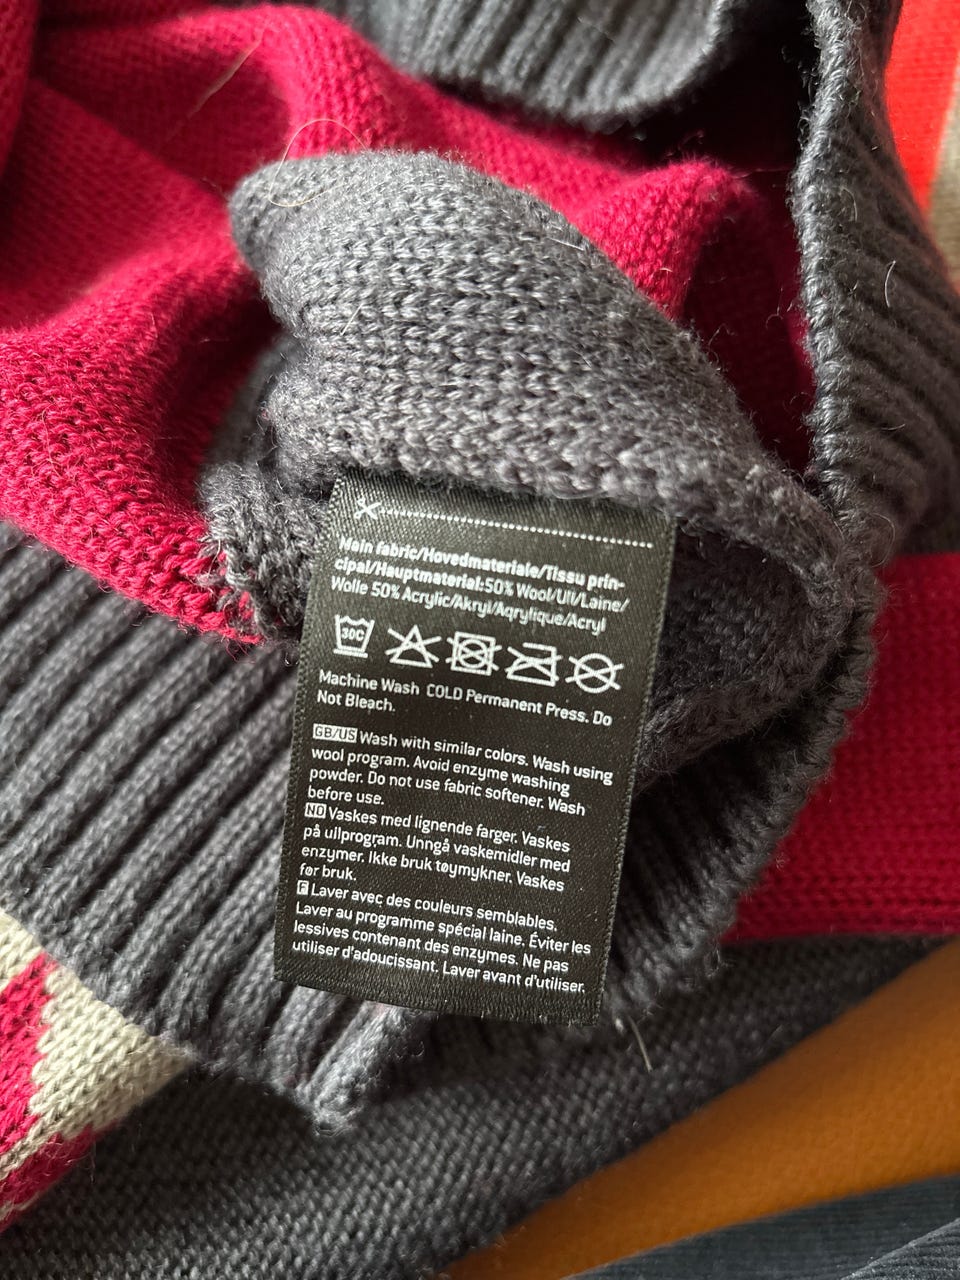 Main fabric/Hovedmateriale/Tissu prin-
cipal/Hauptmaterial:50% Wool/Ull/Laine/
Wolle 50% Acrylic/Akryl/Aqrylique/Acryl
30C
Machine Wash COLD Permanent Press. Do
Not Bleach.
GB/US Wash with similar colors. Wash using
wool program. Avoid enzyme washing
powder. Do not use fabric softener. Wash
before use.
NO Vaskes med lignende farger. Vaskes
på ullprogram. Unngå vaskemidler med
enzymer. Ikke bruk tøymykner. Vaskes
før bruk.
F Laver avec des couleurs semblables.
Laver au programme spécial laine. Éviter les
lessives contenant des enzymes. Ne pas
utiliser d'adoucissant. Laver avant d'utiliser.